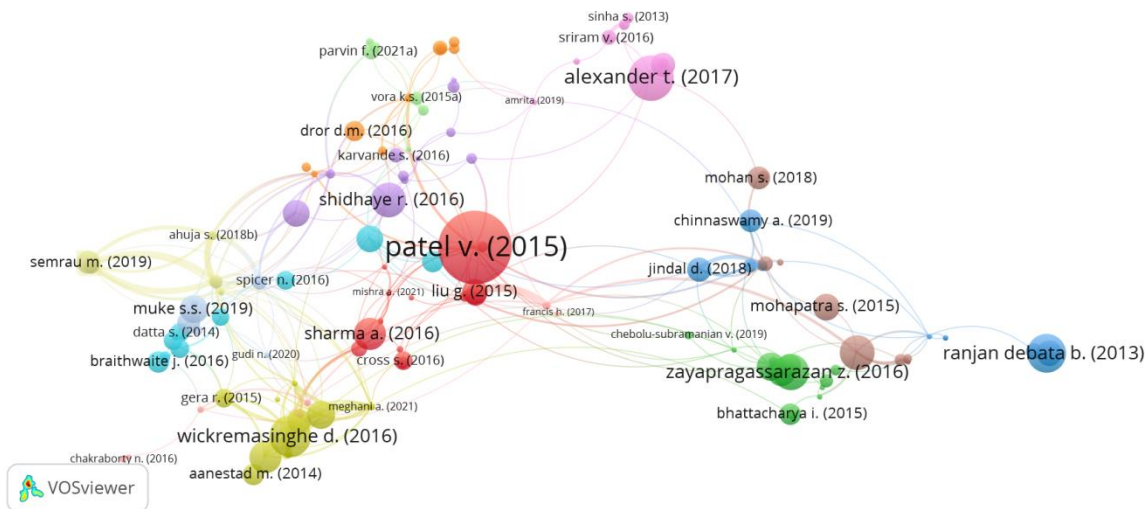 sinha s. (2013)
sriram v. (2016)
parvin f. (2021a)
alexander t. (2017)
vora k.s. (2015a)
amrita (2019)
dror d.m. (2016)
karvande s. (2016)
mohan s. (2018)
shidhaye r. (2016)
chinnaswamy a. (2019)
ahuja s. (2018b)
patel v. (2015)
semrau m. (2019)
jindal d. (2018)
spicer n. (2016)
liu g. (2015)
mishra a. (2021)
muke s.s. (2019)
francis h. (2017)
mohapatra s. (2015)
datta s. (2014)
sharma a. (2016)
chebolu-subramanian v. (2019)
gudi n. (2020)
braithwaite j. (2016)
cross s. (2016)
ranjan debata b. (2013)
zayapragassarazan z. (2016)
gera r. (2015)
meghani a. (2021)
bhattacharya i. (2015)
wickremasinghe d. (2016)
chakraborty n. (2016)
aanestad m. (2014)
VOSviewer